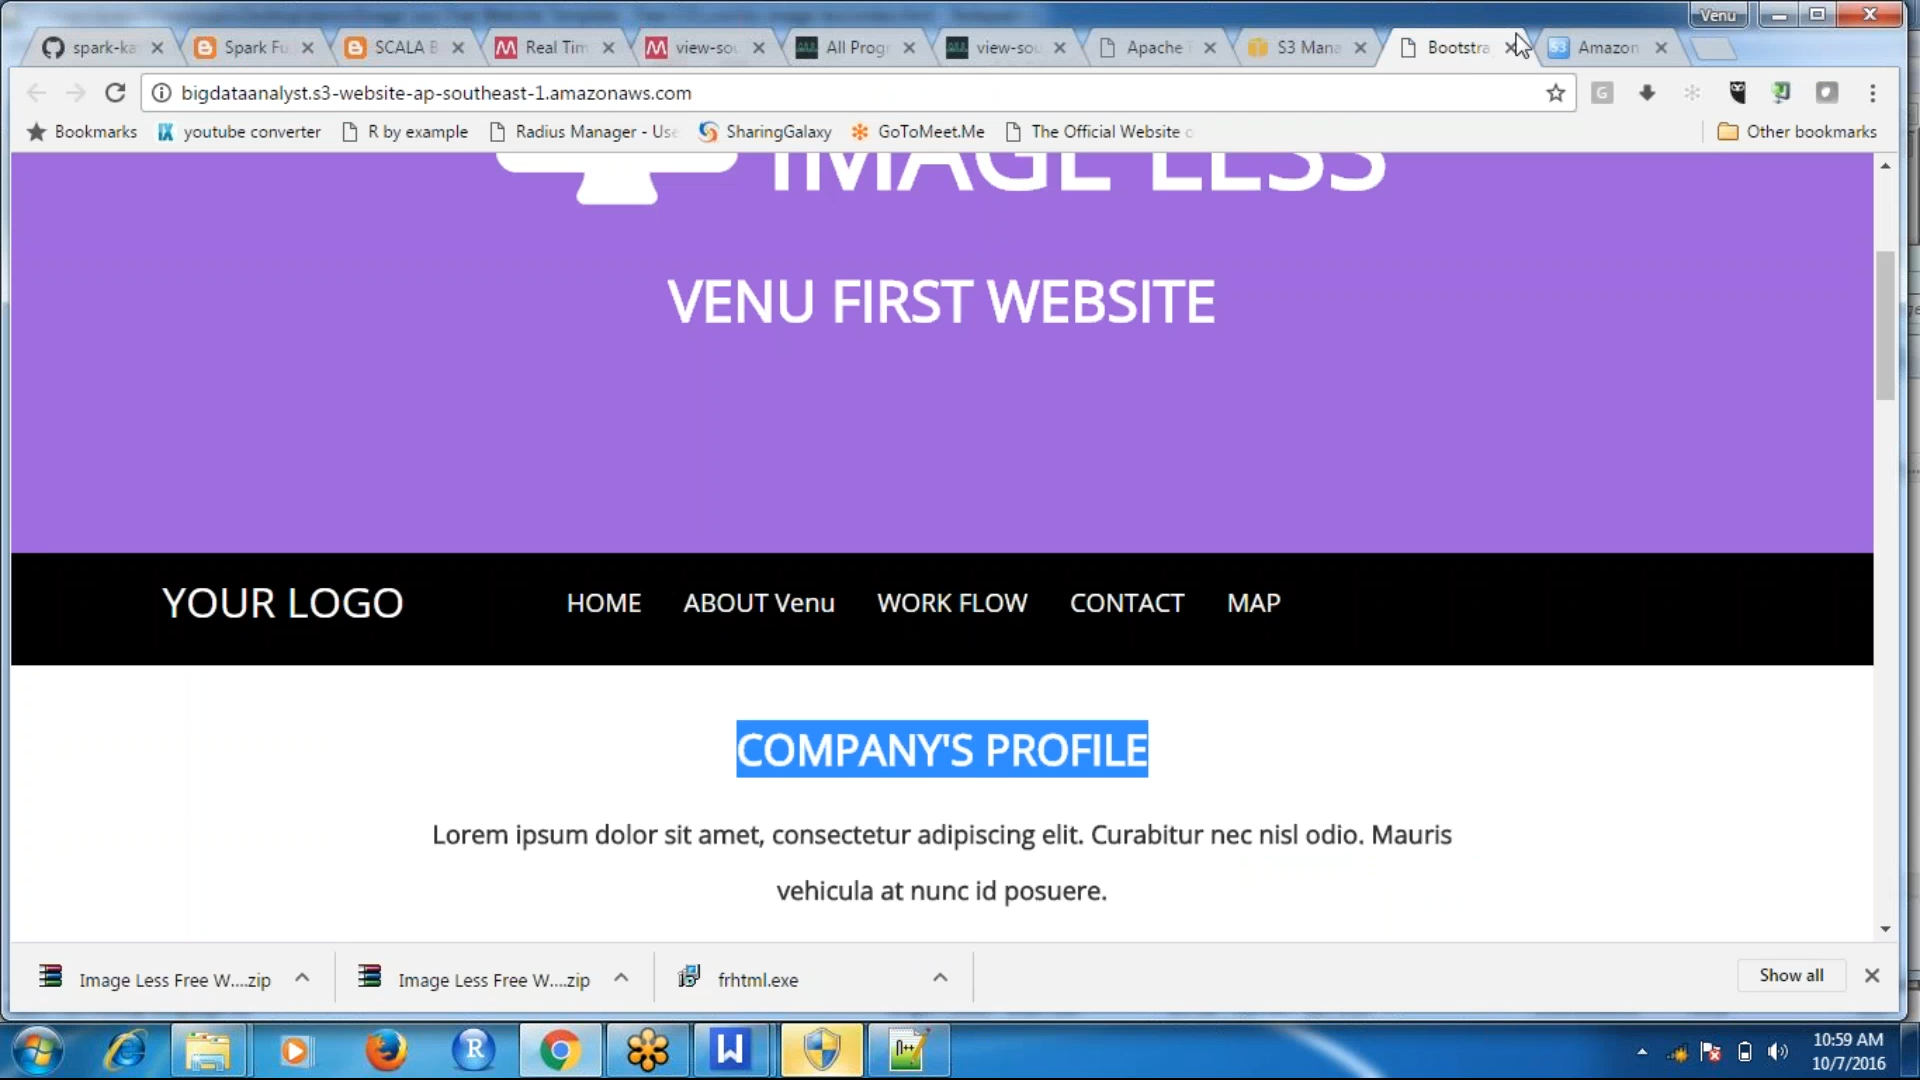 Venu
spark-ka
Spark Fu
SCALA B
Real Tim
view-sou
All Progr
view-sou
Apache
S3 Mana
Bootstra
Amazon
bigdataanalyst.s3-website-ap-southeast-1.amazonaws.com
Bookmarks
youtube converter
R by example
Radius Manager - Use
SharingGalaxy
GoToMeet.Me
The Official Website o
Other bookmarks
IMAGE LESS
VENU FIRST WEBSITE
YOUR LOGO
HOME
ABOUT Venu
WORK FLOW
CONTACT
MAP
COMPANY'S PROFILE
Lorem ipsum dolor sit amet, consectetur adipiscing elit. Curabitur nec nisl odio. Mauris
vehicula at nunc id posuere.
Image Less Free W....zip
Image Less Free W....zip
frhtml.exe
Show all
10:59 AM
10/7/2016